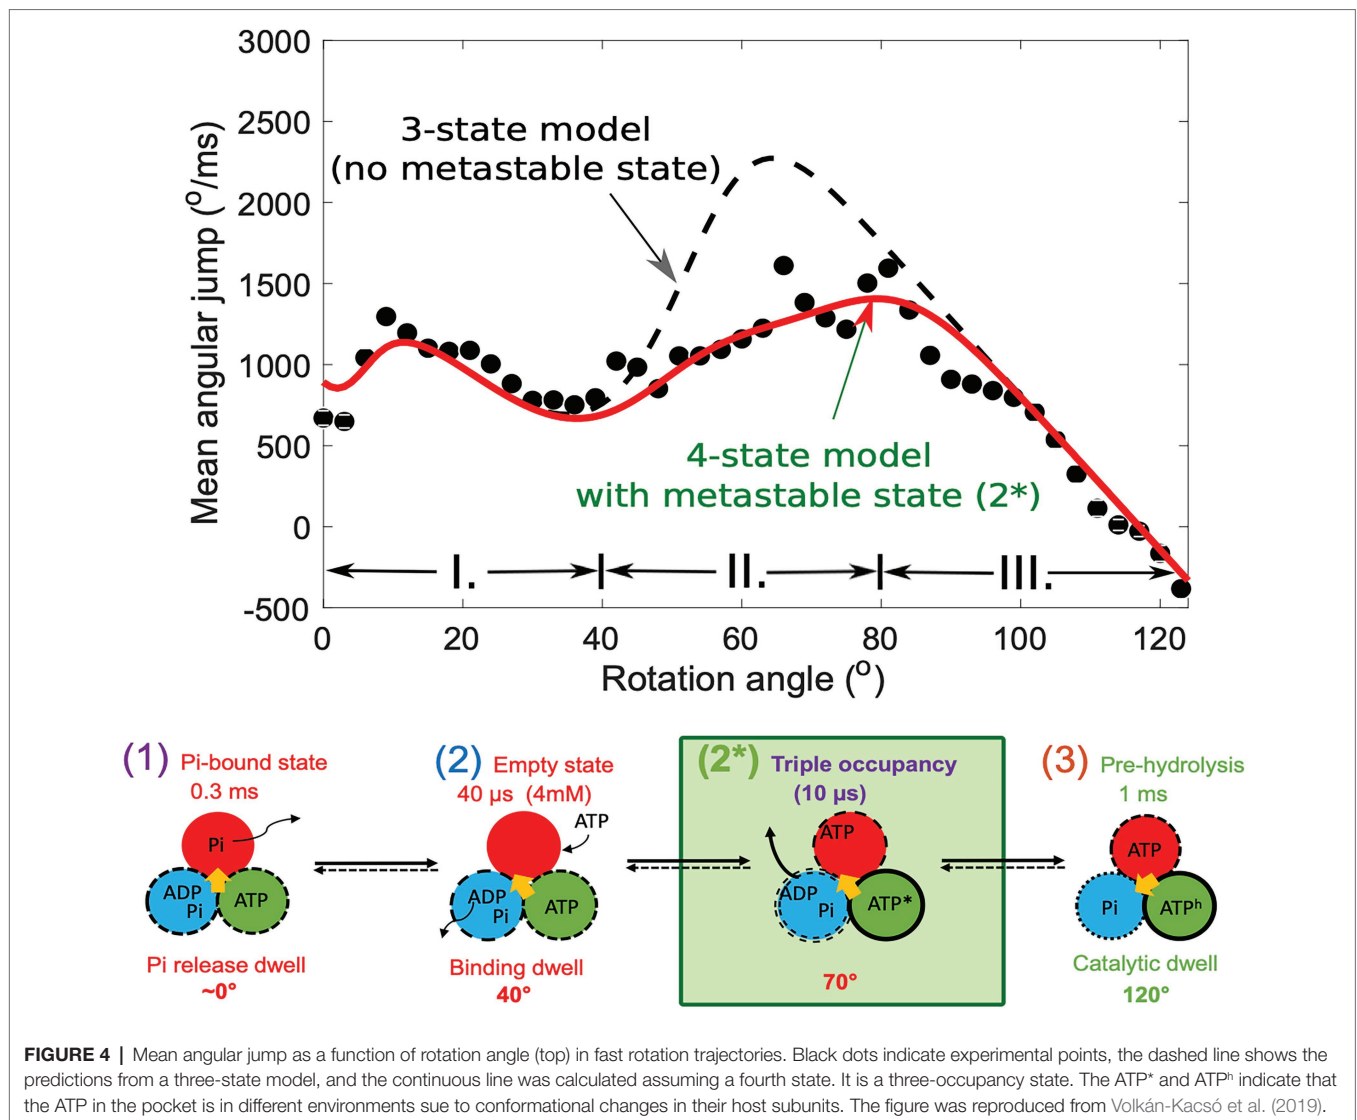 3000
2500
2000
1500
1000
500
0
-500
Mean angular jump (°/ms)
3-state model
(no metastable state)
4-state model
with metastable state (2*)
I. II. III.
0 20 40 60 80 100 120
Rotation angle (°)
(1) Pi-bound state
0.3 ms
Pi
ADP
Pi
ATP
Pi release dwell
~0°
(2) Empty state
40 µs (4mM)
ATP
ADP
Pi
ATP
Binding dwell
40°
(2*) Triple occupancy
(10 µs)
ATP
ADP
Pi
ATP*
70°
(3) Pre-hydrolysis
1 ms
ATP
Pi
ATPʰ
Catalytic dwell
120°
FIGURE 4 | Mean angular jump as a function of rotation angle (top) in fast rotation trajectories. Black dots indicate experimental points, the dashed line shows the
predictions from a three-state model, and the continuous line was calculated assuming a fourth state. It is a three-occupancy state. The ATP* and ATPʰ indicate that
the ATP in the pocket is in different environments sue to conformational changes in their host subunits. The figure was reproduced from Volkán-Kacsó et al. (2019).